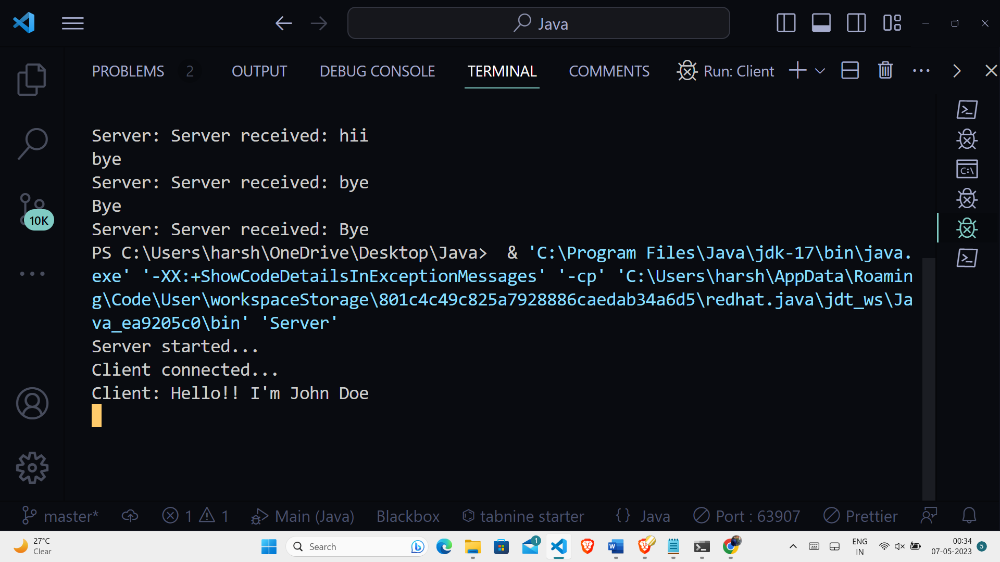 Java
PROBLEMS 2 OUTPUT DEBUG CONSOLE TERMINAL COMMENTS Run: Client
Server: Server received: hii
bye
Server: Server received: bye
Bye
Server: Server received: Bye
PS C:\Users\harsh\OneDrive\Desktop\Java>  & 'C:\Program Files\Java\jdk-17\bin\java.
exe' '-XX:+ShowCodeDetailsInExceptionMessages' '-cp' 'C:\Users\harsh\AppData\Roamin
g\Code\User\workspaceStorage\801c4c49c825a7928886caedab34a6d5\redhat.java\jdt_ws\Ja
va_ea9205c0\bin' 'Server'
Server started...
Client connected...
Client: Hello!! I'm John Doe
10K
C:\
master* 1 1 Main (Java) Blackbox tabnine starter {} Java Port : 63907 Prettier
27°C
Clear
Search
1
W
ENG
IN
00:34
07-05-2023
5